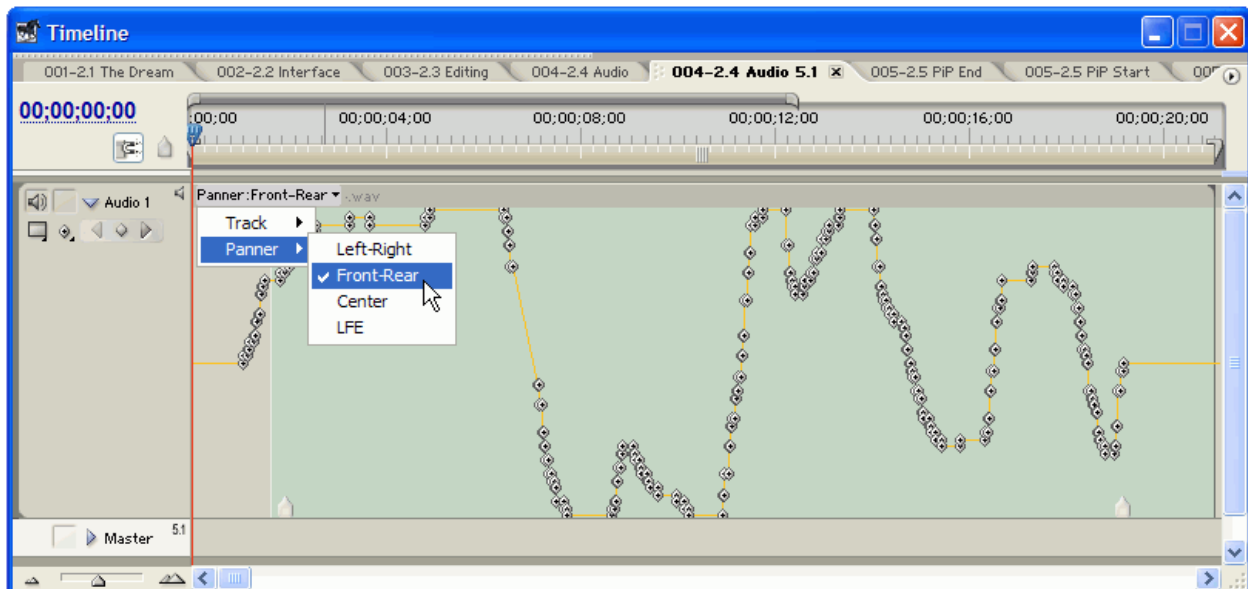 Timeline
001-2.1 The Dream 002-2.2 Interface 003-2.3 Editing 004-2.4 Audio 004-2.4 Audio 5.1 005-2.5 PiP End 005-2.5 PiP Start
00;00;00;00
:00;00 00;00;04;00 00;00;08;00 00;00;12;00 00;00;16;00 00;00;20;00
Audio 1
Panner:Front-Rear .wav
Track
Panner
Left-Right
Front-Rear
Center
LFE
Master 5.1